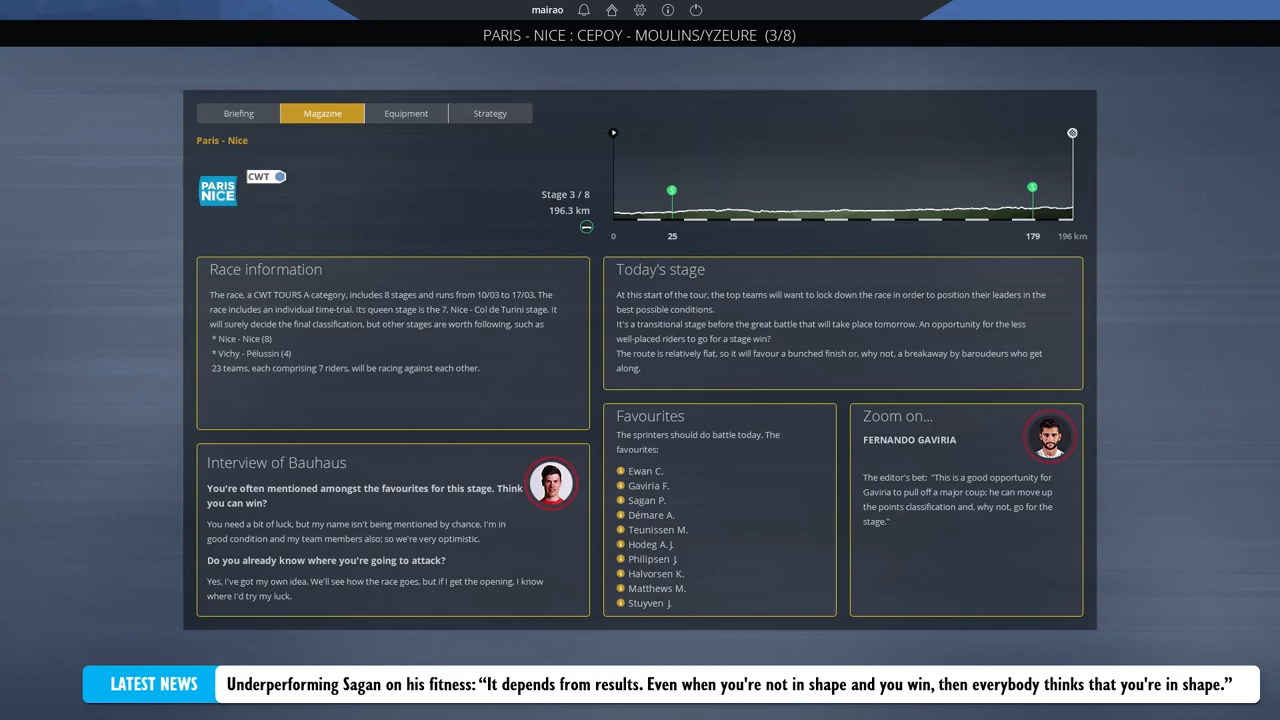 mairao
PARIS - NICE : CEPOY - MOULINS/YZEURE (3/8)
Briefing
Magazine
Equipment
Strategy
Paris - Nice
PARIS
NICE
CWT
Stage 3 / 8
196.3 km
S
S
0
25
179
196 km
Race information
The race, a CWT TOURS A category, includes 8 stages and runs from 10/03 to 17/03. The
race includes an individual time-trial. Its queen stage is the 7. Nice - Col de Turini stage. It
will surely decide the final classification, but other stages are worth following, such as
* Nice - Nice (8)
* Vichy - Pélussin (4)
23 teams, each comprising 7 riders, will be racing against each other.
Today's stage
At this start of the tour, the top teams will want to lock down the race in order to position their leaders in the
best possible conditions.
It's a transitional stage before the great battle that will take place tomorrow. An opportunity for the less
well-placed riders to go for a stage win?
The route is relatively flat, so it will favour a bunched finish or, why not, a breakaway by baroudeurs who get
along.
Interview of Bauhaus
You're often mentioned amongst the favourites for this stage. Think
you can win?
You need a bit of luck, but my name isn't being mentioned by chance. I'm in
good condition and my team members also; so we're very optimistic.
Do you already know where you're going to attack?
Yes, I've got my own idea. We'll see how the race goes, but if I get the opening, I know
where I'd try my luck.
Favourites
The sprinters should do battle today. The
favourites:
Ewan C.
Gaviria F.
Sagan P.
Démare A.
Teunissen M.
Hodeg A.J.
Philipsen J.
Halvorsen K.
Matthews M.
Stuyven J.
Zoom on...
FERNANDO GAVIRIA
The editor's bet: "This is a good opportunity for
Gaviria to pull off a major coup; he can move up
the points classification and, why not, go for the
stage."
LATEST NEWS
Underperforming Sagan on his fitness: “It depends from results. Even when you're not in shape and you win, then everybody thinks that you're in shape.”